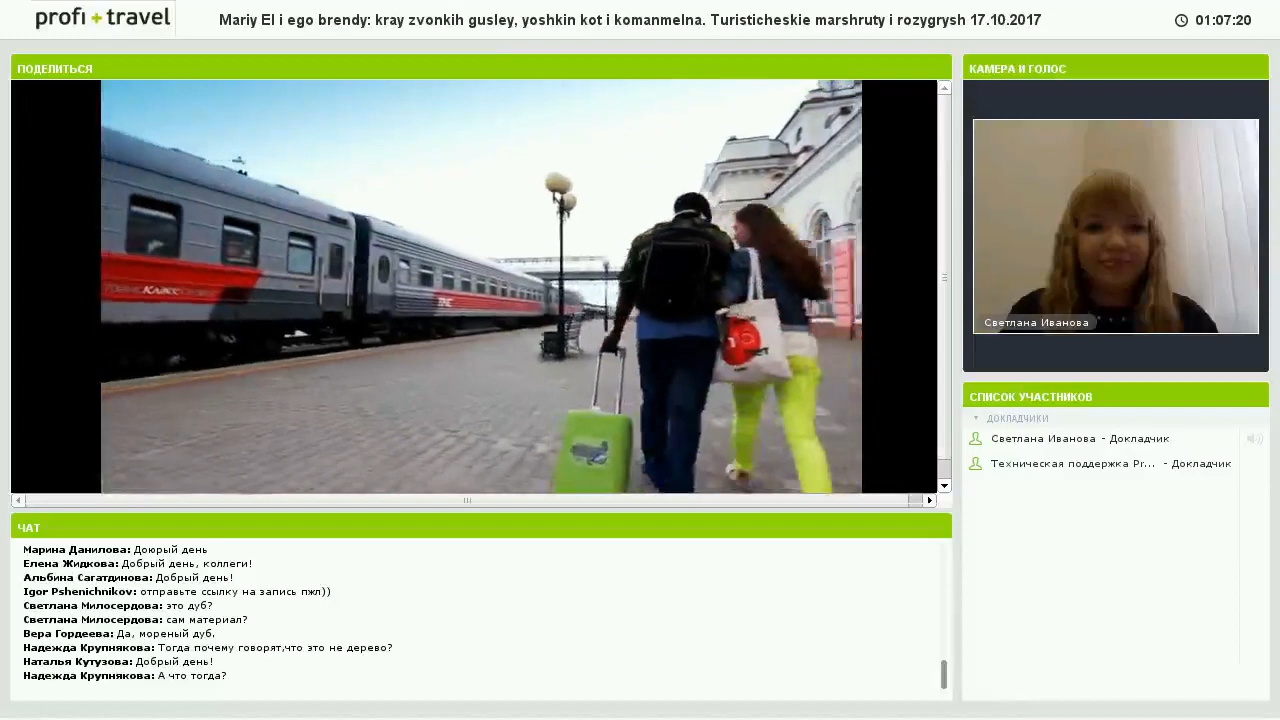 profi + travel
Mariy El i ego brendy: kray zvonkih gusley, yoshkin kot i komanmelna. Turisticheskie marshruty i rozygrysh 17.10.2017
01:07:20
ПОДЕЛИТЬСЯ
КАМЕРА И ГОЛОС
Светлана Иванова
СПИСОК УЧАСТНИКОВ
ДОКЛАДЧИКИ
Светлана Иванова - Докладчик
Техническая поддержка Pr... - Докладчик
ЧАТ
Марина Данилова: Доюрый день
Елена Жидкова: Добрый день, коллеги!
Альбина Сагатдинова: Добрый день!
Igor Pshenichnikov: отправьте ссылку на запись пжл))
Светлана Милосердова: это дуб?
Светлана Милосердова: сам материал?
Вера Гордеева: Да, мореный дуб.
Надежда Крупнякова: Тогда почему говорят,что это не дерево?
Наталья Кутузова: Добрый день!
Надежда Крупнякова: А что тогда?